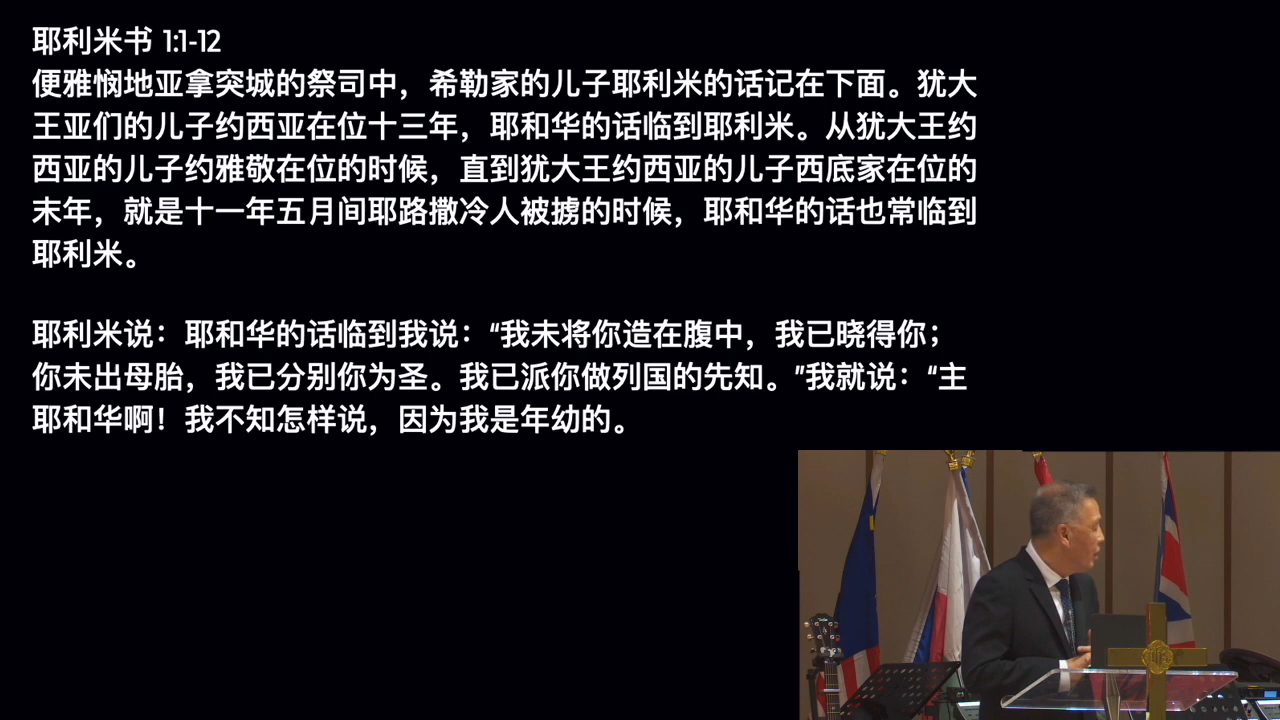 耶利米书 1:1-12
便雅悯地亚拿突城的祭司中，希勒家的儿子耶利米的话记在下面。犹大
王亚们的儿子约西亚在位十三年，耶和华的话临到耶利米。从犹大王约
西亚的儿子约雅敬在位的时候，直到犹大王约西亚的儿子西底家在位的
末年，就是十一年五月间耶路撒冷人被掳的时候，耶和华的话也常临到
耶利米。
耶利米说：耶和华的话临到我说：“我未将你造在腹中，我已晓得你；
你未出母胎，我已分别你为圣。我已派你做列国的先知。”我就说：“主
耶和华啊！我不知怎样说，因为我是年幼的。